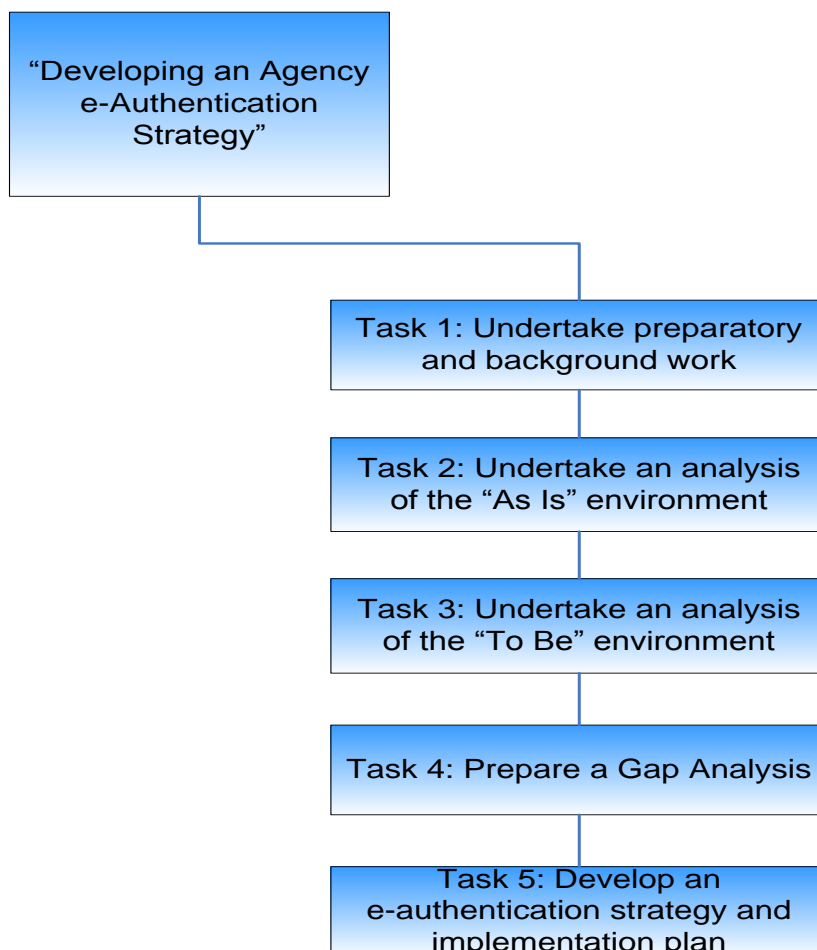 “Developing an Agency
e-Authentication
Strategy”
Task 1: Undertake preparatory
and background work
Task 2: Undertake an analysis
of the “As Is” environment
Task 3: Undertake an analysis
of the “To Be” environment
Task 4: Prepare a Gap Analysis
Task 5: Develop an
e-authentication strategy and
implementation plan